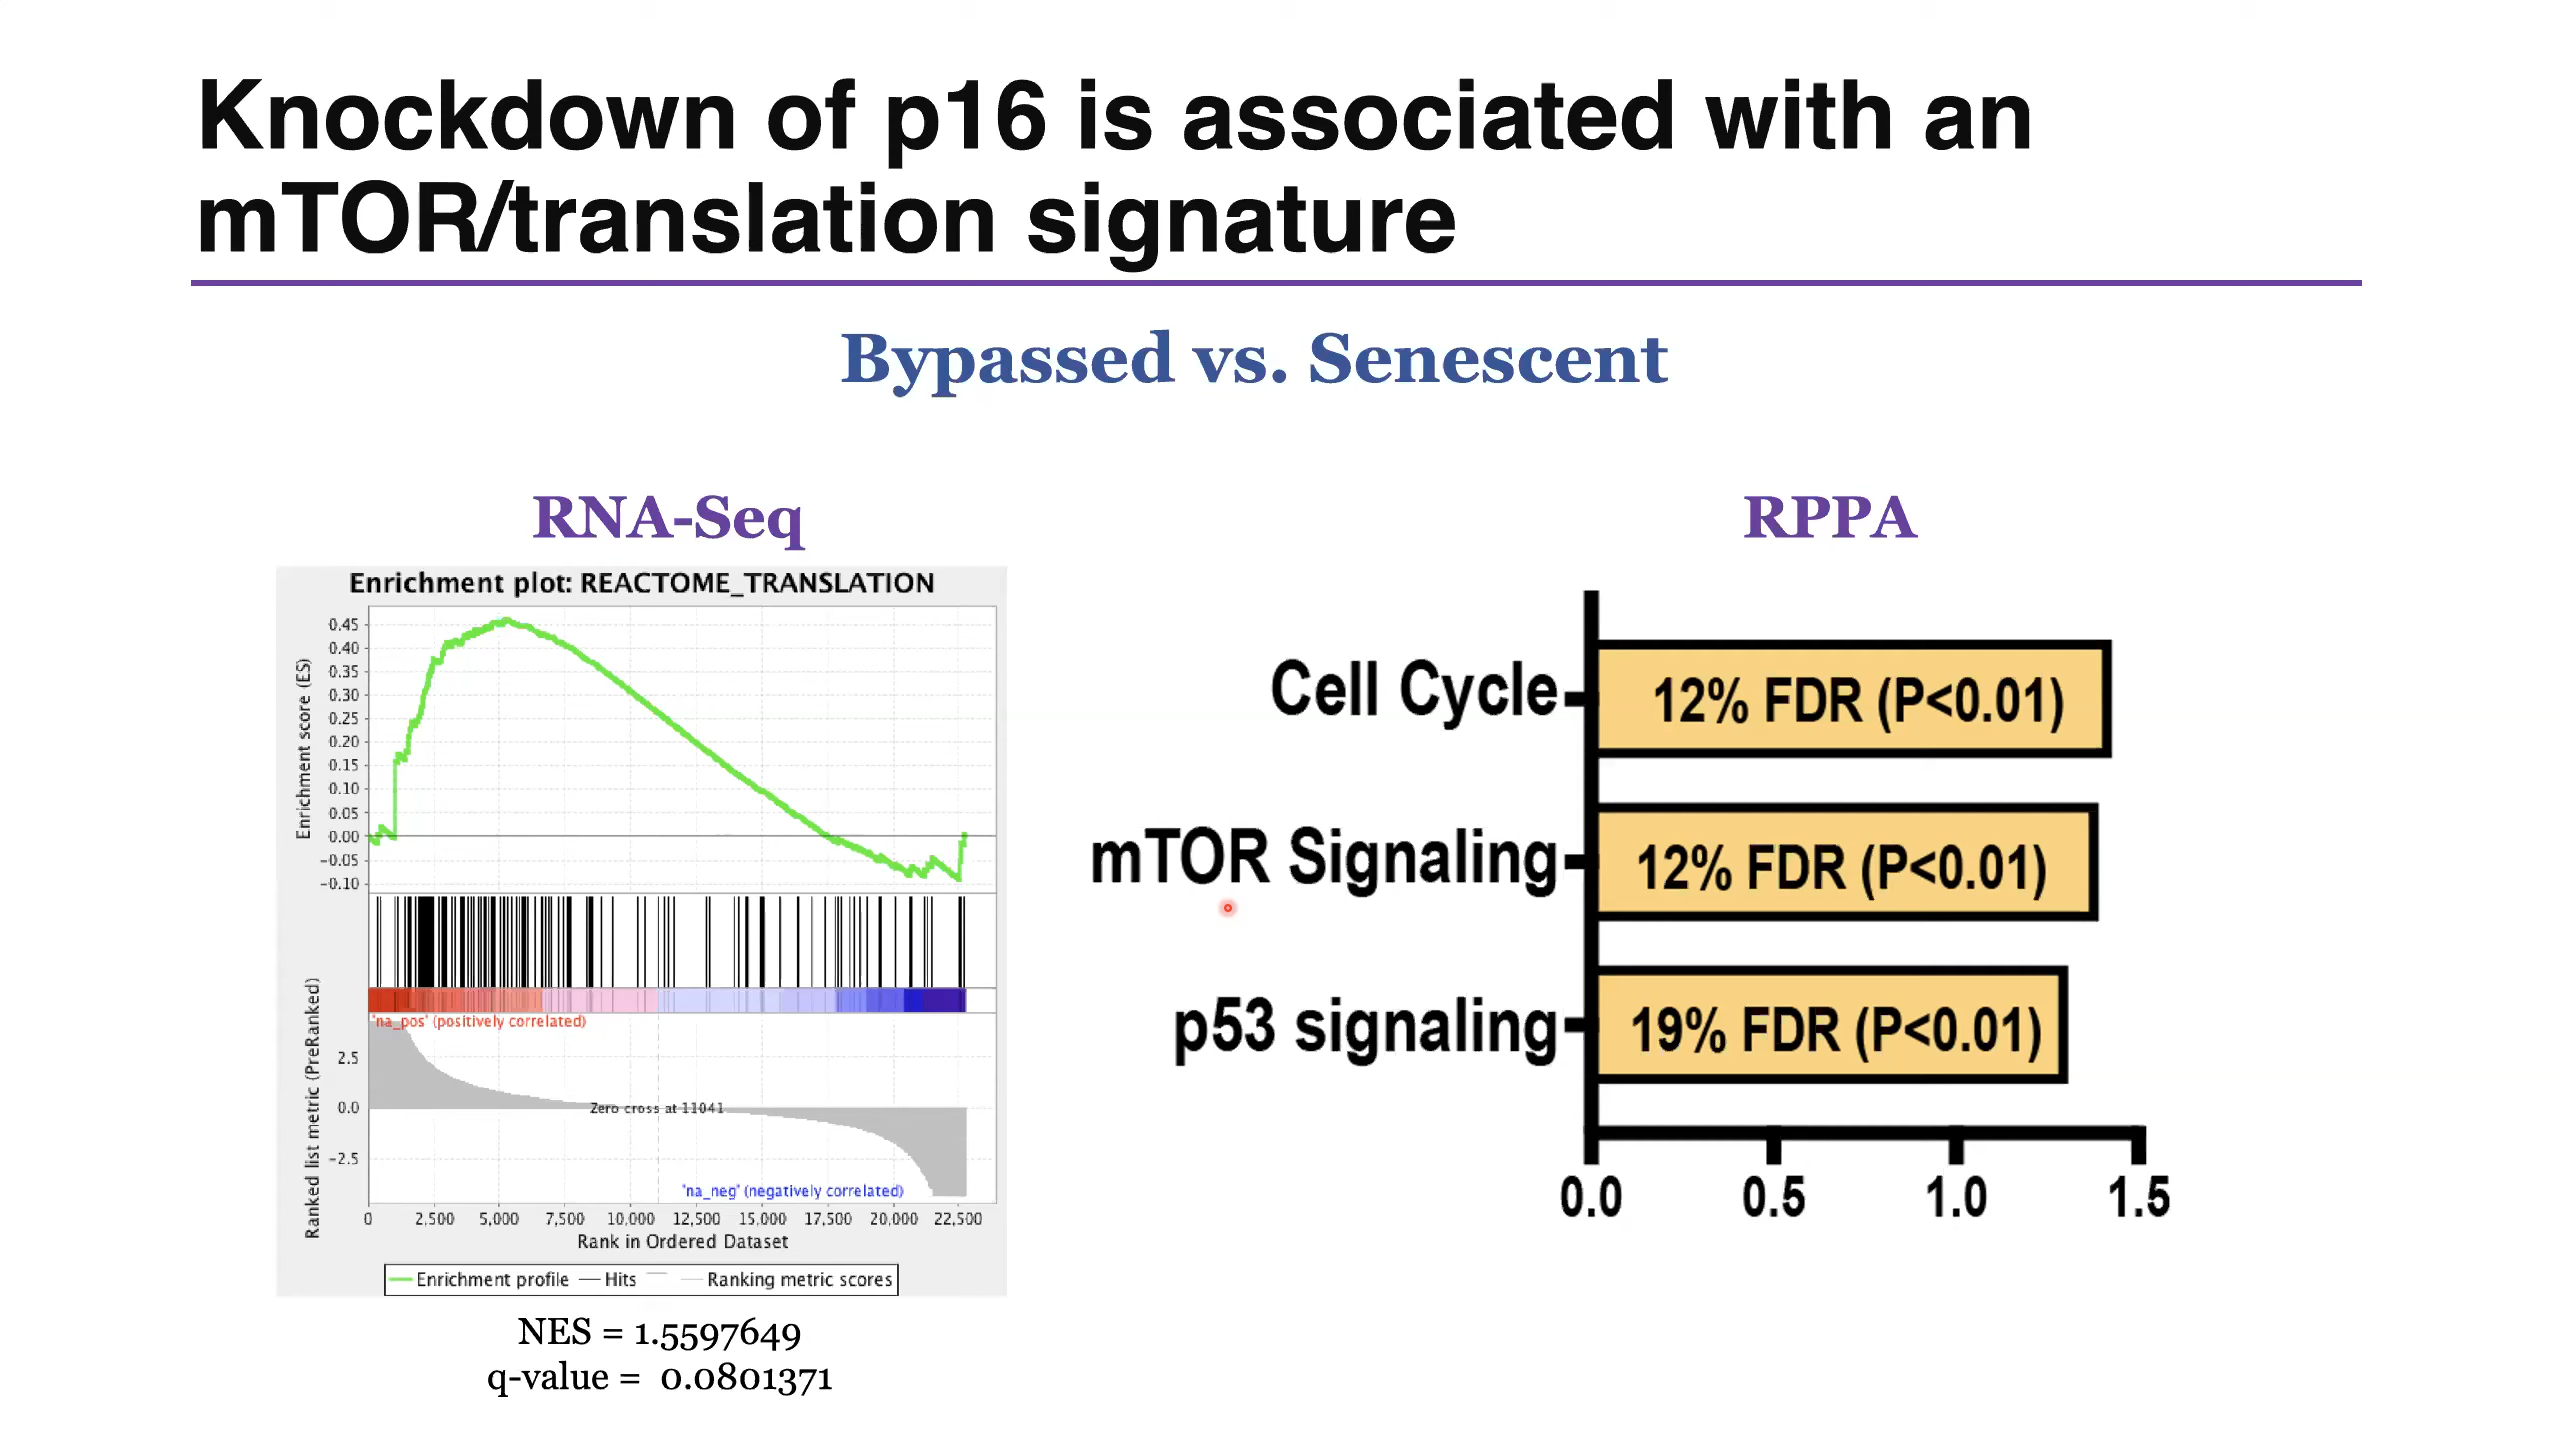 Knockdown of p16 is associated with an
mTOR/translation signature
Bypassed vs. Senescent
RNA-Seq
Enrichment plot: REACTOME_TRANSLATION
Enrichment score (ES)
0.45
0.40
0.35
0.30
0.25
0.20
0.15
0.10
0.05
0.00
-0.05
-0.10
Ranked list metric (PreRanked)
'na_pos' (positively correlated)
2.5
0.0
-2.5
Zero cross at 11041
'na_neg' (negatively correlated)
0 2,500 5,000 7,500 10,000 12,500 15,000 17,500 20,000 22,500
Rank in Ordered Dataset
Enrichment profile Hits Ranking metric scores
NES = 1.5597649
q-value = 0.0801371
RPPA
Cell Cycle 12% FDR (P<0.01)
mTOR Signaling 12% FDR (P<0.01)
p53 signaling 19% FDR (P<0.01)
0.0 0.5 1.0 1.5